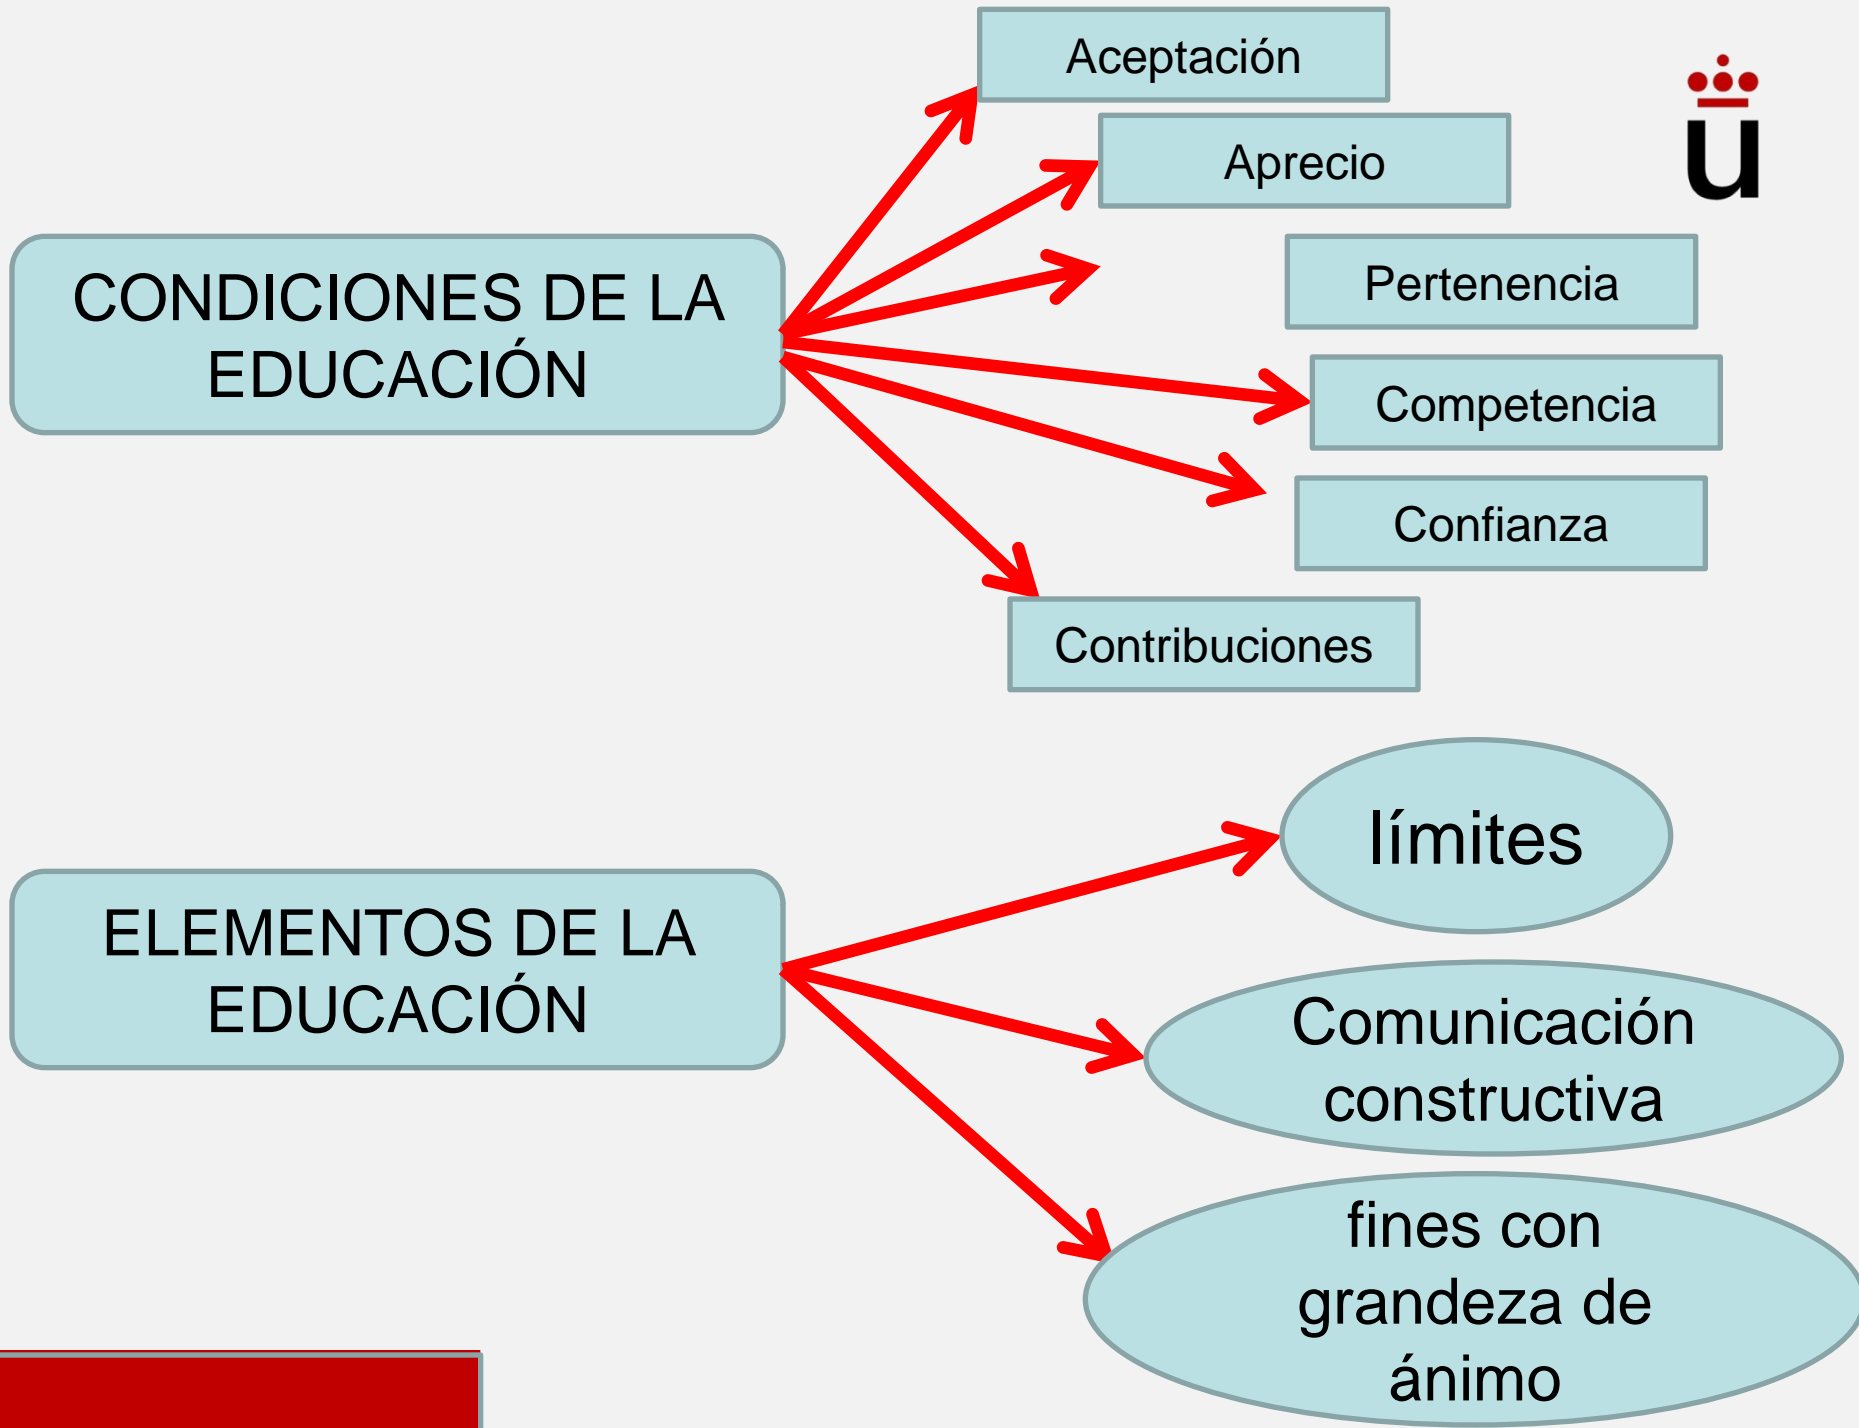 Aceptación
Aprecio
CONDICIONES DE LA
EDUCACIÓN
Pertenencia
Competencia
Confianza
Contribuciones
límites
ELEMENTOS DE LA
EDUCACIÓN
Comunicación
constructiva
fines con
grandeza de
ánimo
u